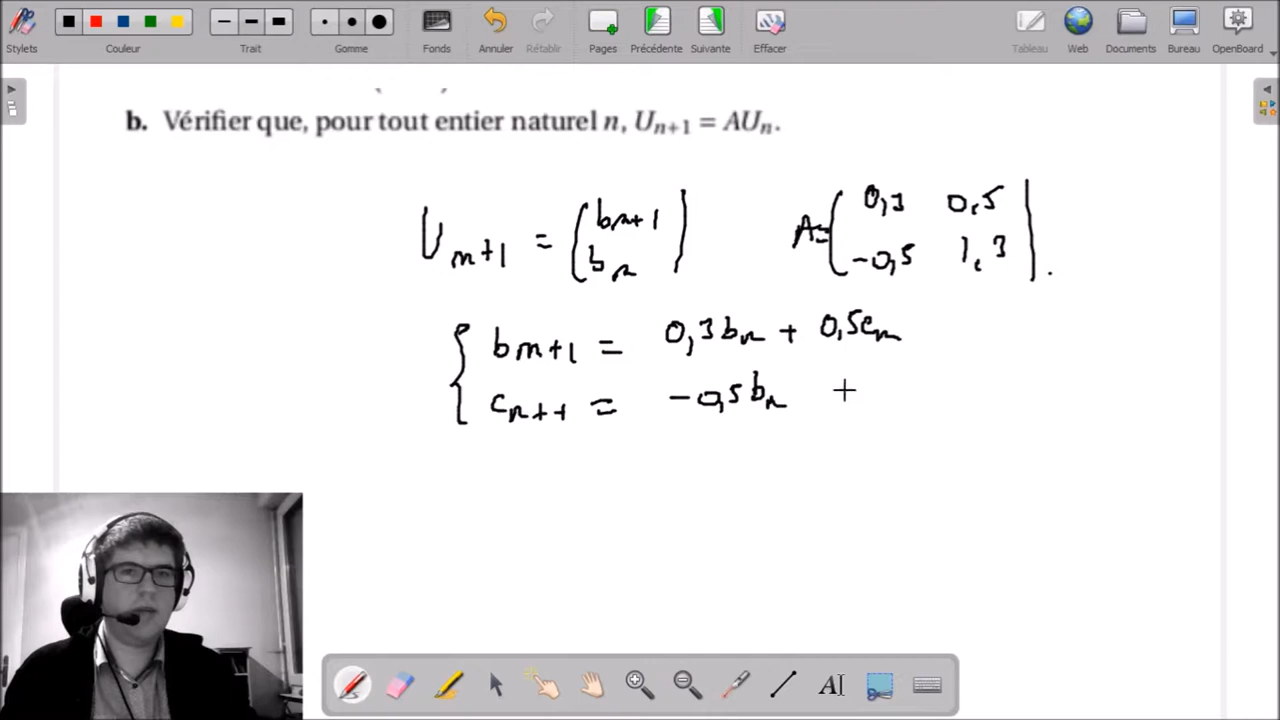 Stylets Couleur Trait Gomme Fonds Annuler Rétablir Pages Précédente Suivante Effacer Tableau Web Documents Bureau OpenBoard
b. Vérifier que, pour tout entier naturel n, Uₙ₊₁ = AUₙ.
Uₙ₊₁ = (bₙ₊₁ A= (0,3 0,5
bₙ) -0,5 1,3).
{ bₙ₊₁ = 0,3bₙ + 0,5cₙ
cₙ₊₊ = -0,5bₙ +